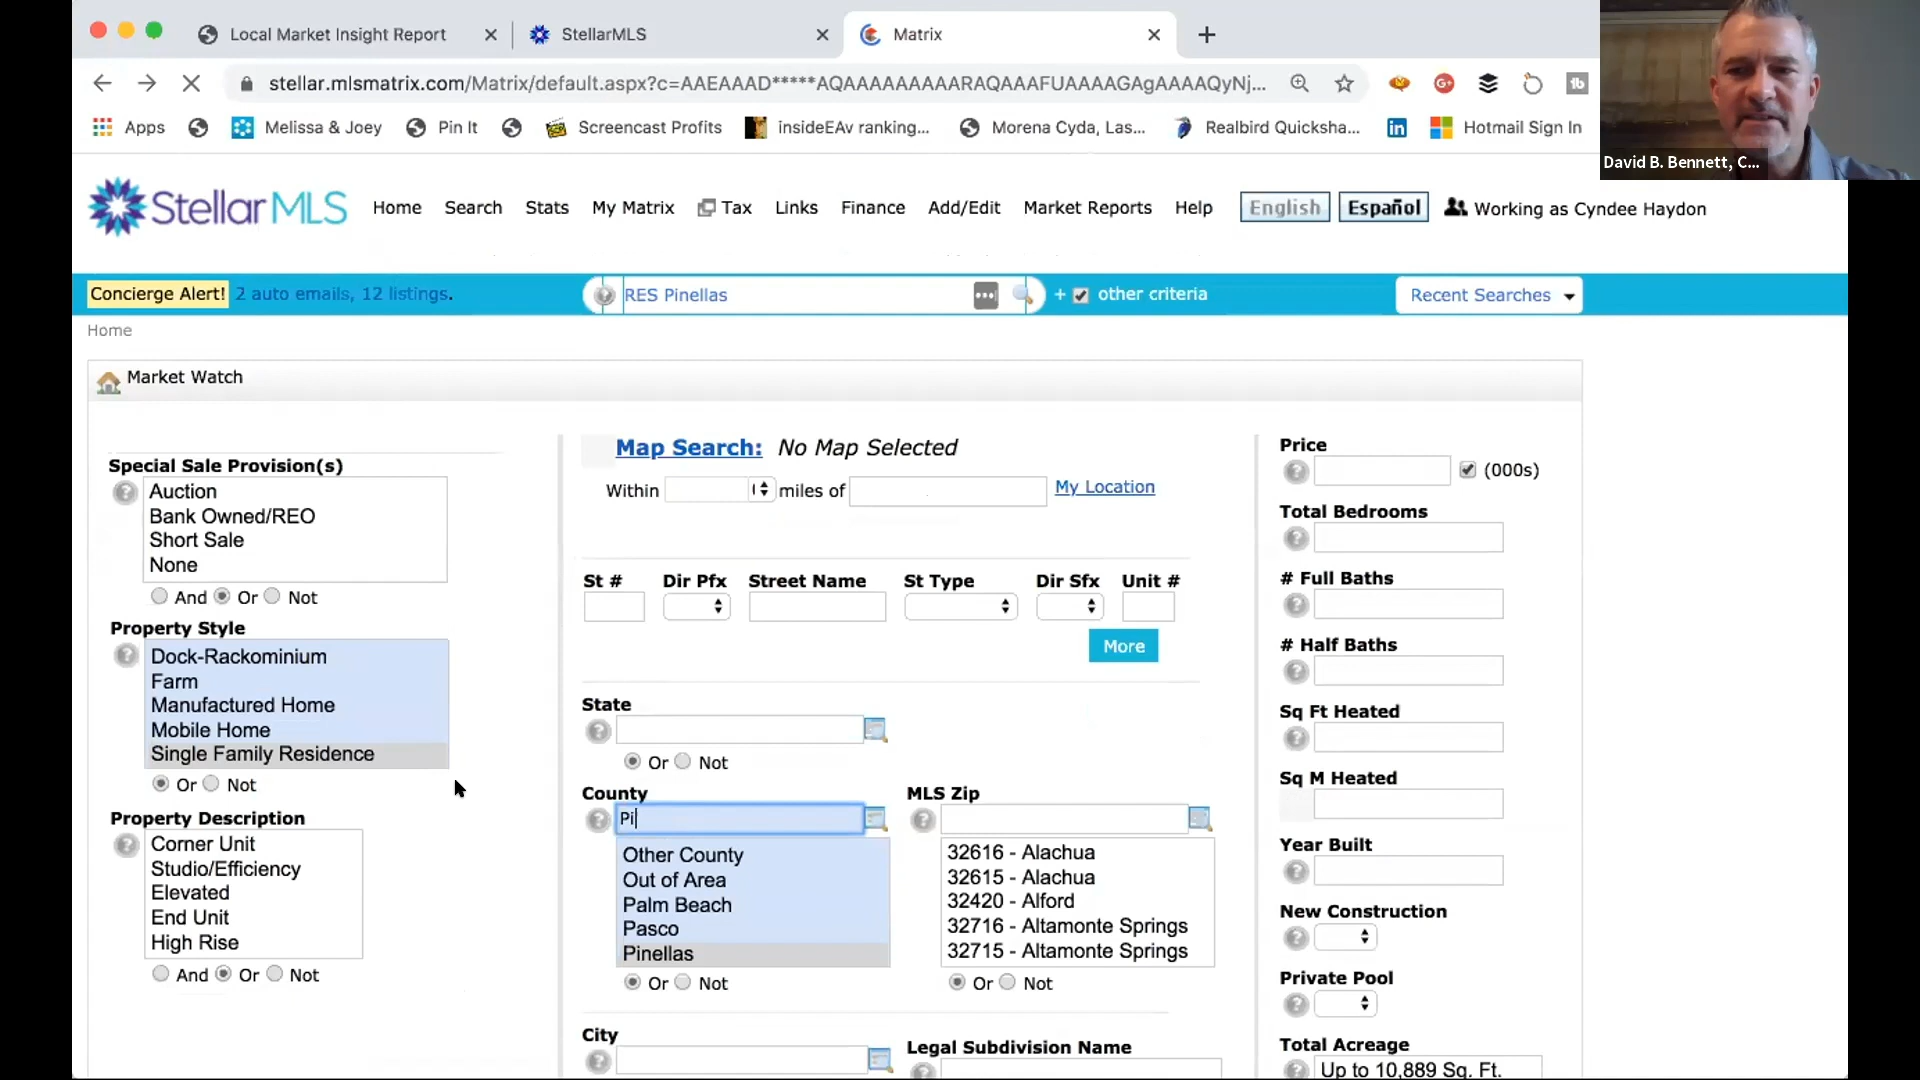 Local Market Insight Report
StellarMLS
Matrix
stellar.mlsmatrix.com/Matrix/default.aspx?c=AAEAAAD*****AQAAAAAAAAARAQAAAFUAAAAGAgAAAAQyNj...
Apps
Melissa & Joey
Pin It
Screencast Profits
insideEAv ranking...
Morena Cyda, Las...
Realbird Quicksha...
Hotmail Sign In
David B. Bennett, C...
StellarMLS
Home
Search
Stats
My Matrix
Tax
Links
Finance
Add/Edit
Market Reports
Help
English
Español
Working as Cyndee Haydon
Concierge Alert! 2 auto emails, 12 listings.
RES Pinellas
+ other criteria
Recent Searches
Home
Market Watch
Special Sale Provision(s)
Auction
Bank Owned/REO
Short Sale
None
And Or Not
Property Style
Dock-Rackominium
Farm
Manufactured Home
Mobile Home
Single Family Residence
Or Not
Property Description
Corner Unit
Studio/Efficiency
Elevated
End Unit
High Rise
And Or Not
Map Search: No Map Selected
Within miles of My Location
St # Dir Pfx Street Name St Type Dir Sfx Unit #
More
State
Or Not
County
Pi
Other County
Out of Area
Palm Beach
Pasco
Pinellas
Or Not
MLS Zip
32616 - Alachua
32615 - Alachua
32420 - Alford
32716 - Altamonte Springs
32715 - Altamonte Springs
Or Not
City
Legal Subdivision Name
Price
(000s)
Total Bedrooms
# Full Baths
# Half Baths
Sq Ft Heated
Sq M Heated
Year Built
New Construction
Private Pool
Total Acreage
Up to 10,889 Sq. Ft.